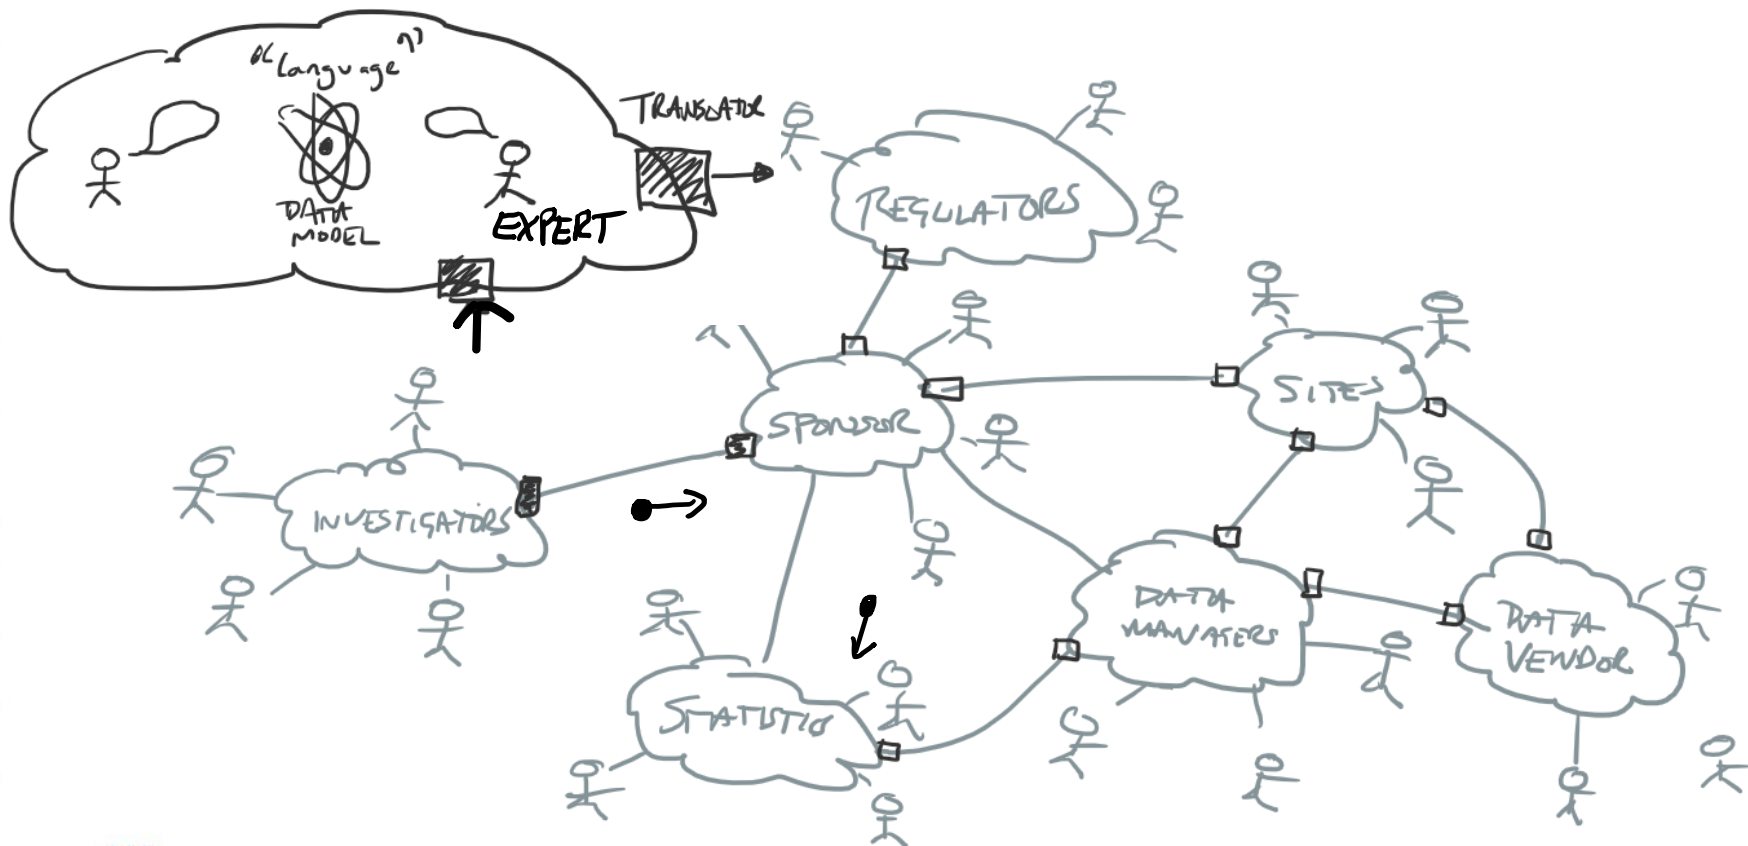 "Language"
TRANSLATOR
DATA
MODEL
EXPERT
REGULATORS
SITES
SPONSOR
INVESTIGATORS
DATA
MANAGERS
DATA
VENDOR
STATISTIC